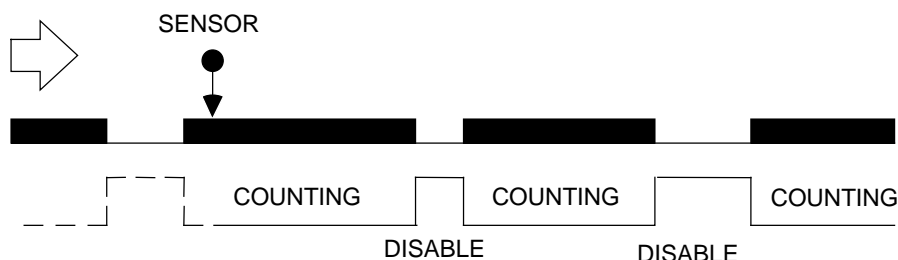 SENSOR
COUNTING COUNTING COUNTING
DISABLE DISABLE